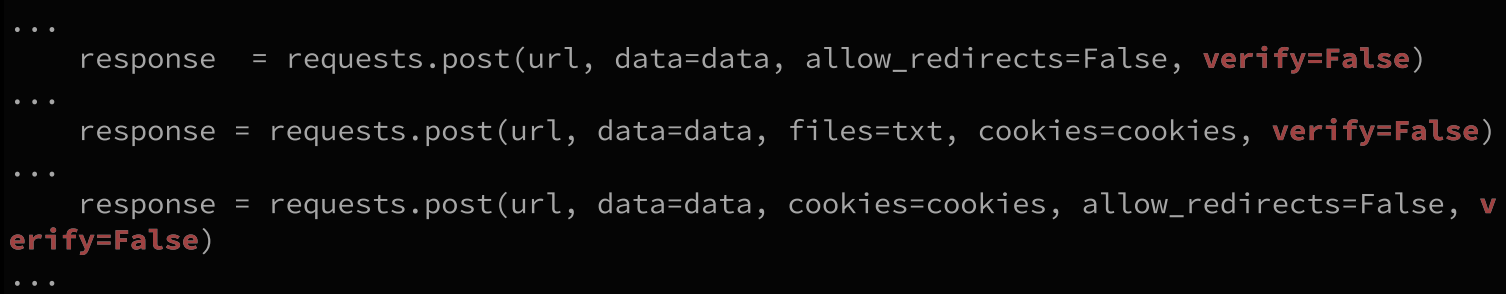 ...
    response  = requests.post(url, data=data, allow_redirects=False, verify=False)
...
    response = requests.post(url, data=data, files=txt, cookies=cookies, verify=False)
...
    response = requests.post(url, data=data, cookies=cookies, allow_redirects=False, v
erify=False)
...